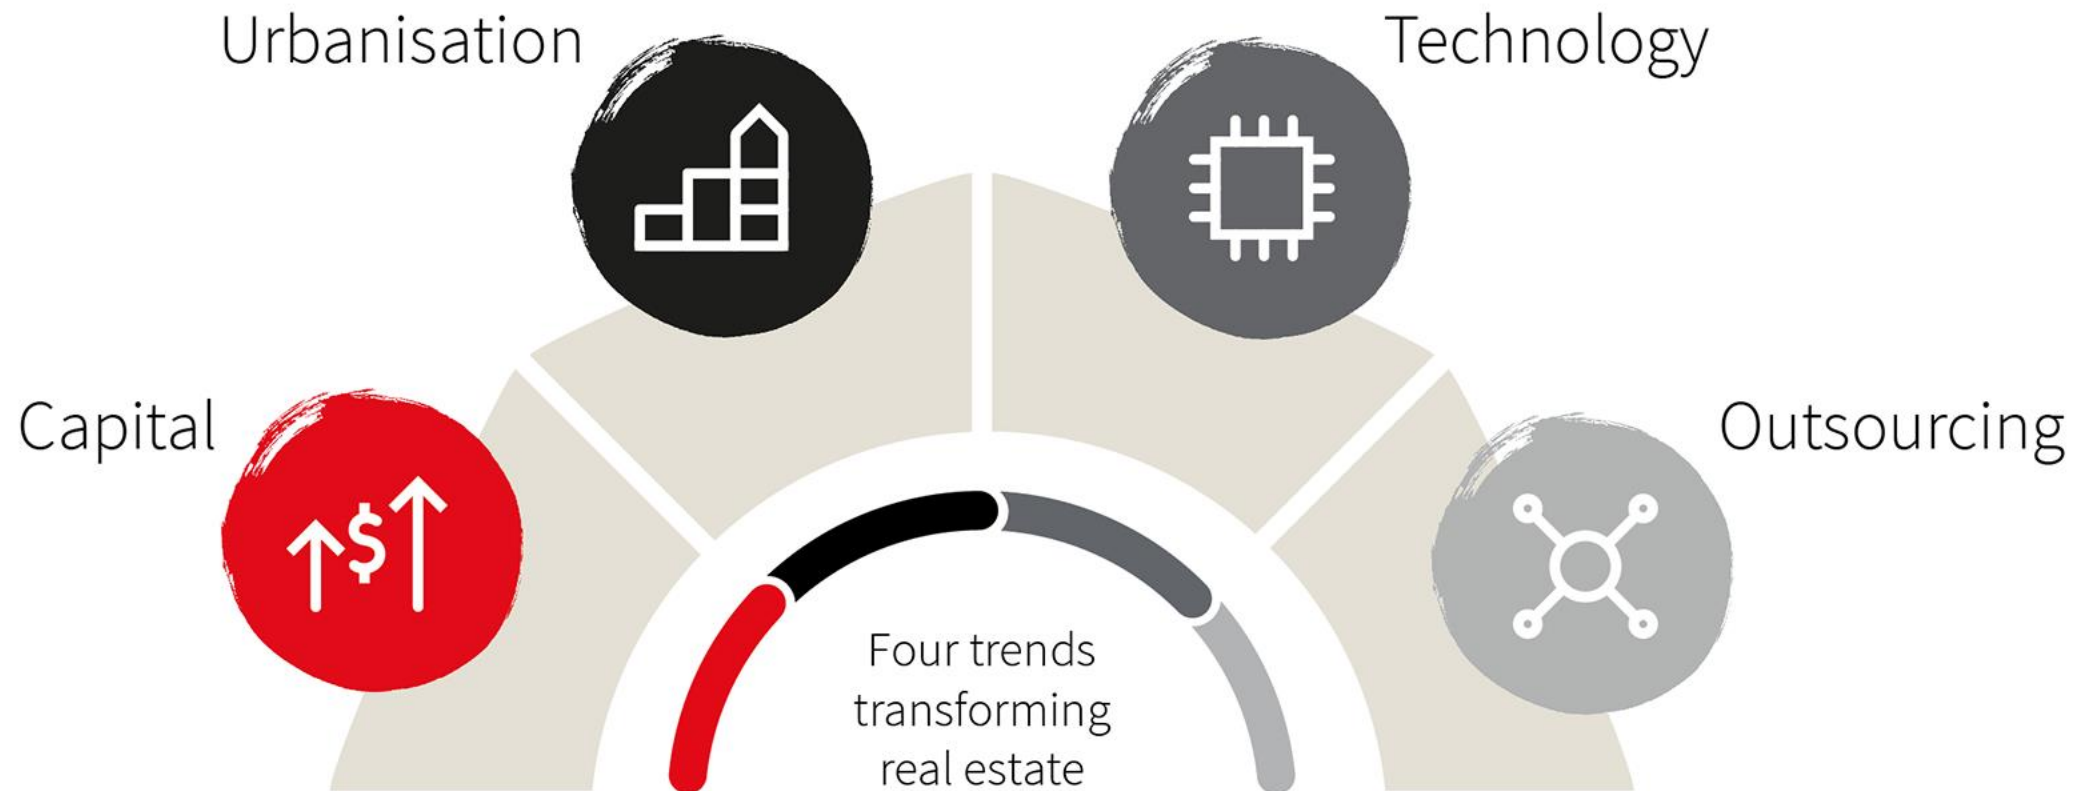 Urbanisation
Technology
Capital
$
Outsourcing
Four trends
transforming
real estate